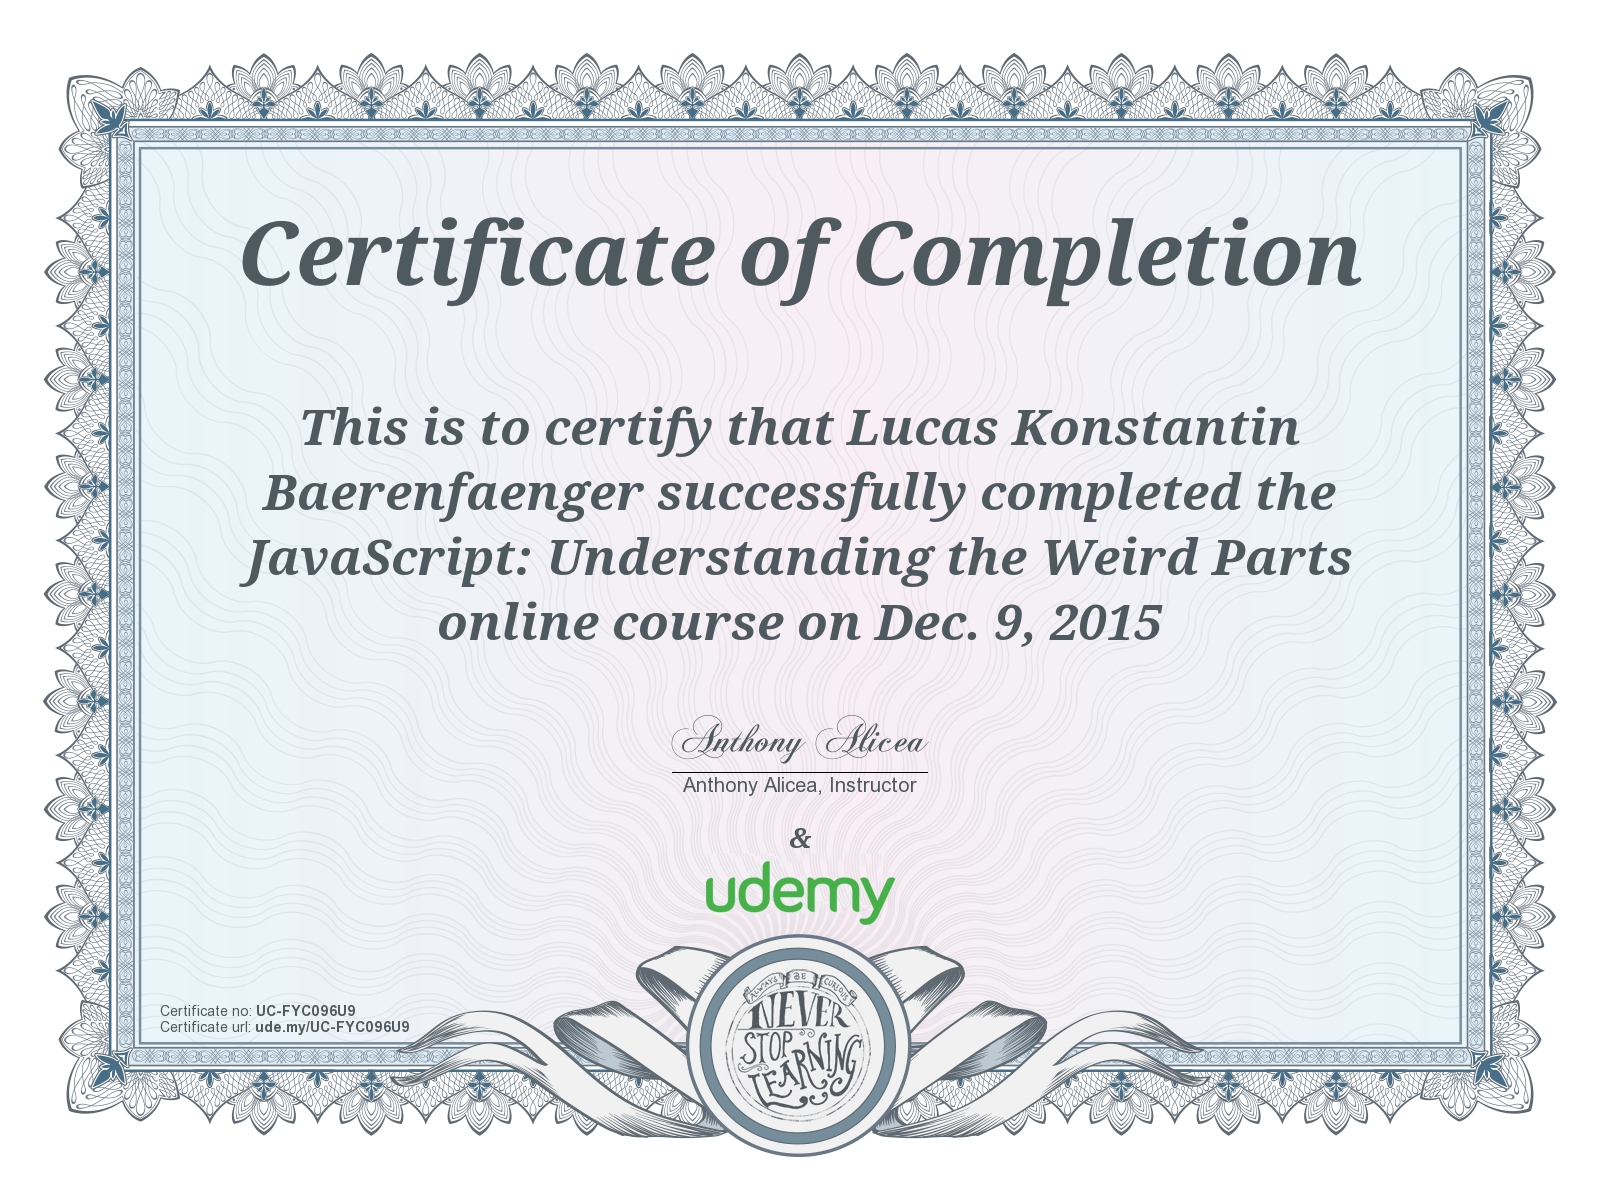 Certificate of Completion
This is to certify that Lucas Konstantin
Baerenfaenger successfully completed the
JavaScript: Understanding the Weird Parts
online course on Dec. 9, 2015
Anthony Alicea
Anthony Alicea, Instructor
&
udemy
Certificate no: UC-FYC096U9
Certificate url: ude.my/UC-FYC096U9
ALWAYS BE CURIOUS
NEVER
STOP
LEARNING